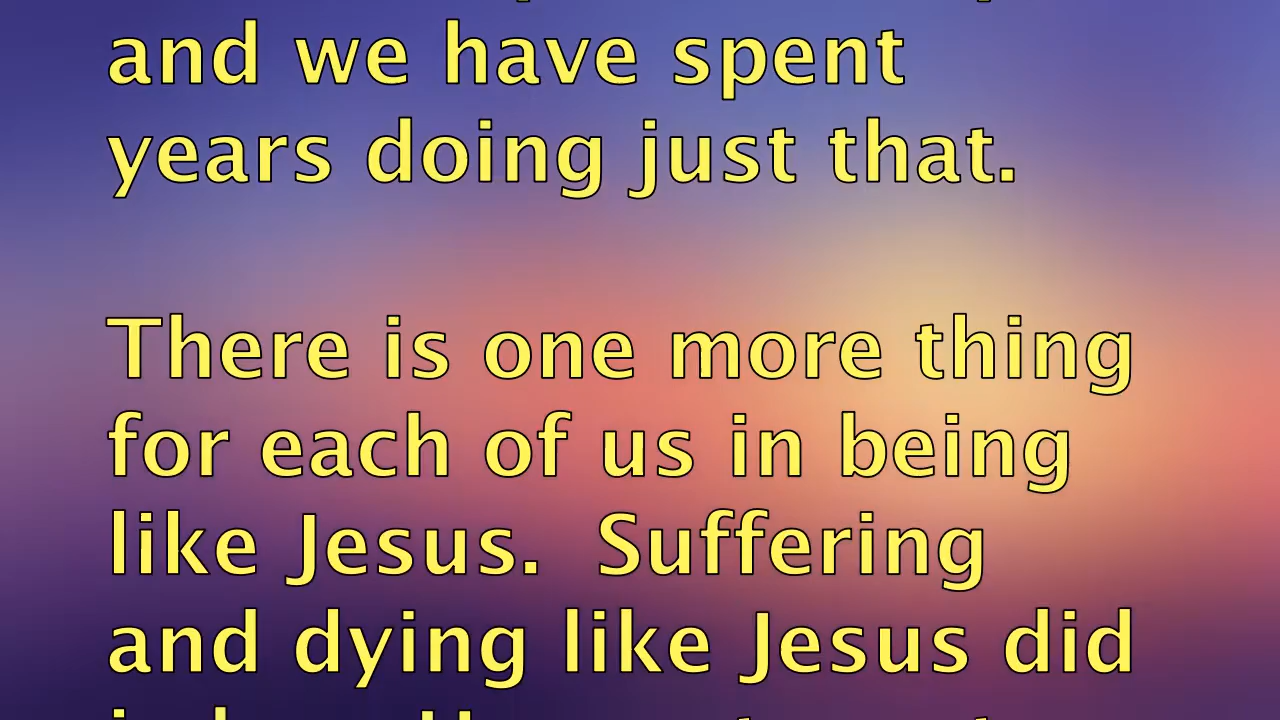 and we have spent
years doing just that.
There is one more thing
for each of us in being
like Jesus.  Suffering
and dying like Jesus did